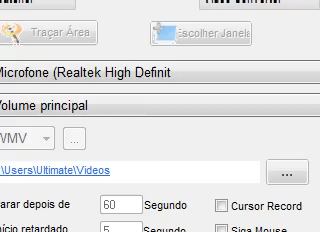 Traçar Área
Escolher Janela
Microfone (Realtek High Definit
Volume principal
WMV
...
:\Users\Ultimate\Videos
...
arar depois de 60 Segundo
Cursor Record
nício retardado 5 Segundo
Siga Mouse